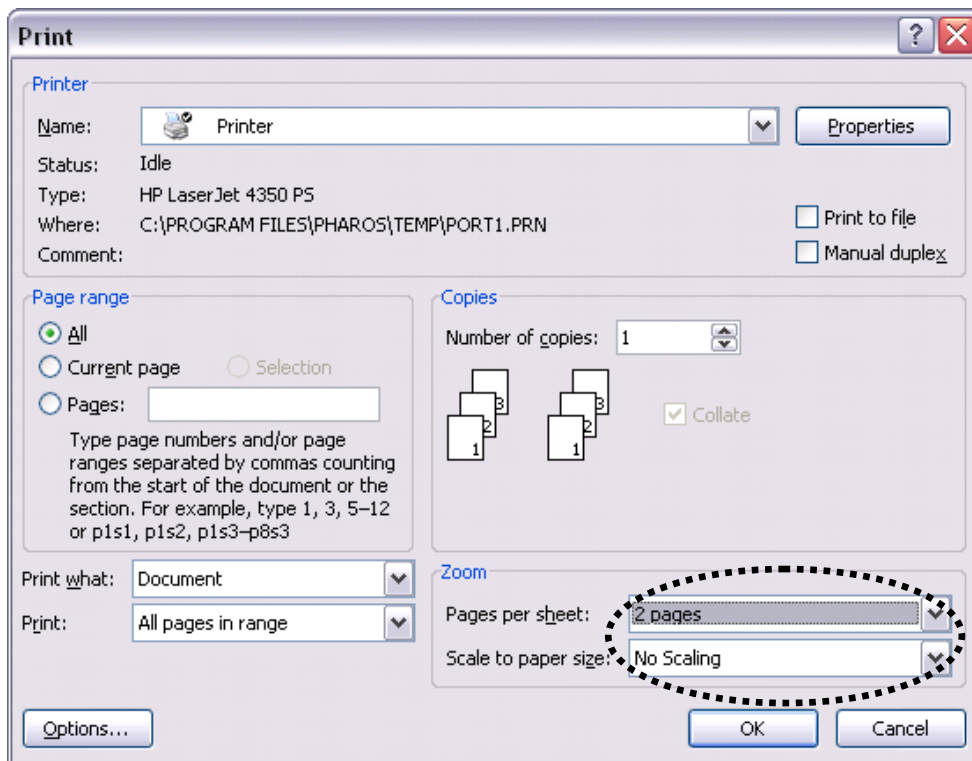 Print
Printer
Name: Printer Properties
Status: Idle
Type: HP LaserJet 4350 PS
Where: C:\PROGRAM FILES\PHAROS\TEMP\PORT1.PRN
Comment:
Print to file
Manual duplex
Page range
All
Current page Selection
Pages:
Type page numbers and/or page
ranges separated by commas counting
from the start of the document or the
section. For example, type 1, 3, 5–12
or p1s1, p1s2, p1s3–p8s3
Copies
Number of copies: 1
3 3
2 2
1 1
Collate
Print what: Document
Print: All pages in range
Zoom
Pages per sheet: 2 pages
Scale to paper size: No Scaling
Options... OK Cancel